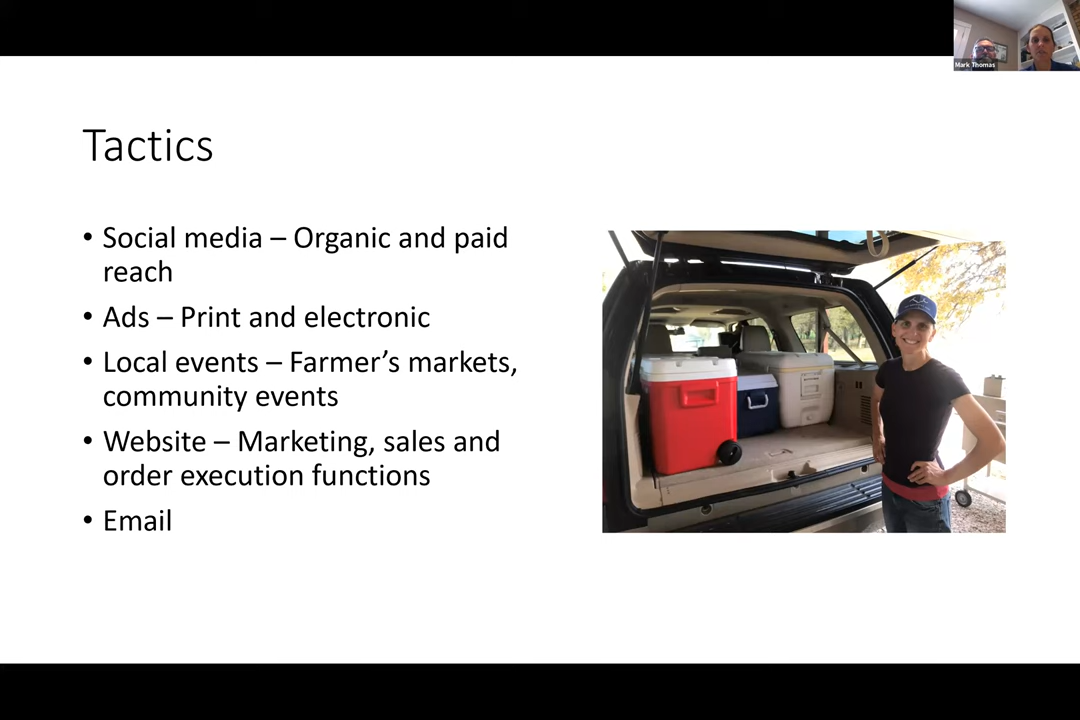 Mark Thomas
Tactics
• Social media – Organic and paid
reach
• Ads – Print and electronic
• Local events – Farmer’s markets,
community events
• Website – Marketing, sales and
order execution functions
• Email